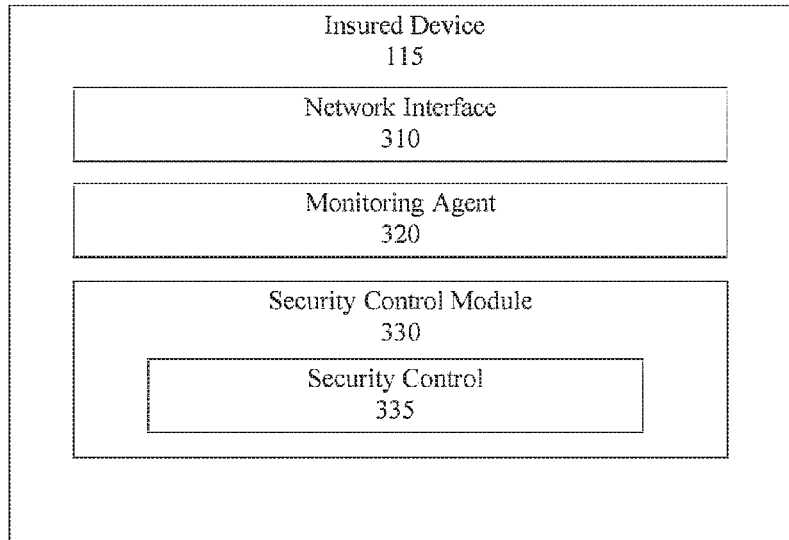 Insured Device
115
Network Interface
310
Monitoring Agent
320
Security Control Module
330
Security Control
335